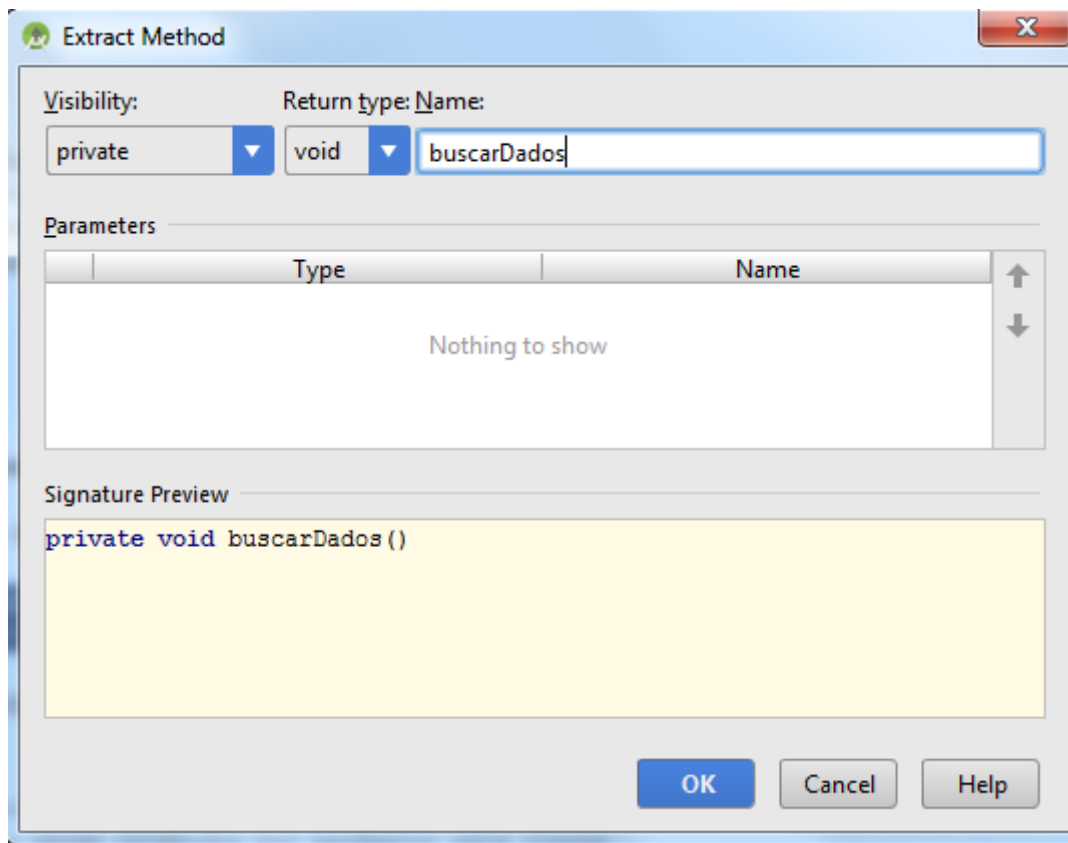 Extract Method
Visibility: Return type: Name:
private void buscarDados
Parameters
Type Name
Nothing to show
Signature Preview
private void buscarDados()
OK Cancel Help